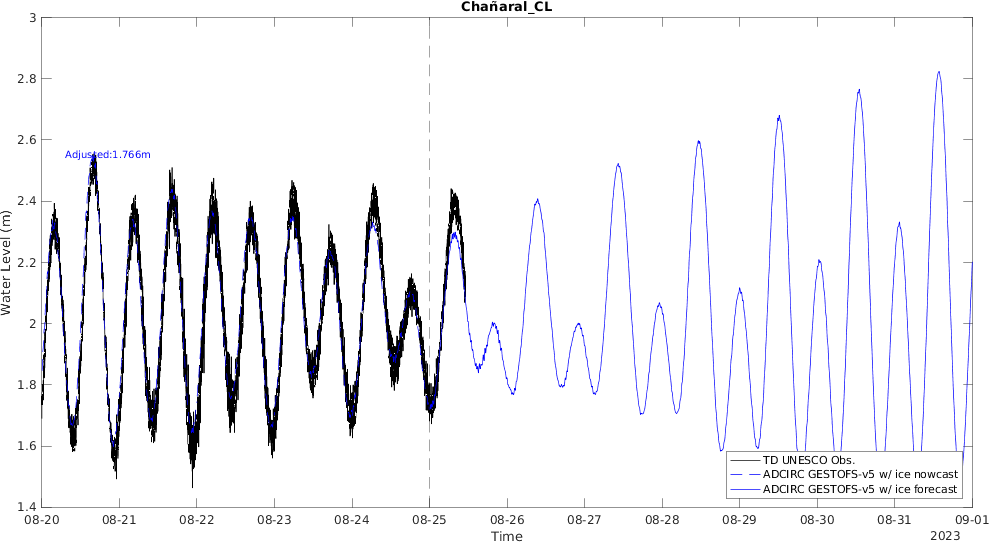 Chañaral_CL
3
2.8
2.6
2.4
2.2
2
1.8
1.6
1.4
Water Level (m)
Adjusted:1.766m
TD UNESCO Obs.
ADCIRC GESTOFS-v5 w/ ice nowcast
ADCIRC GESTOFS-v5 w/ ice forecast
08-20 08-21 08-22 08-23 08-24 08-25 08-26 08-27 08-28 08-29 08-30 08-31 09-01
Time
2023